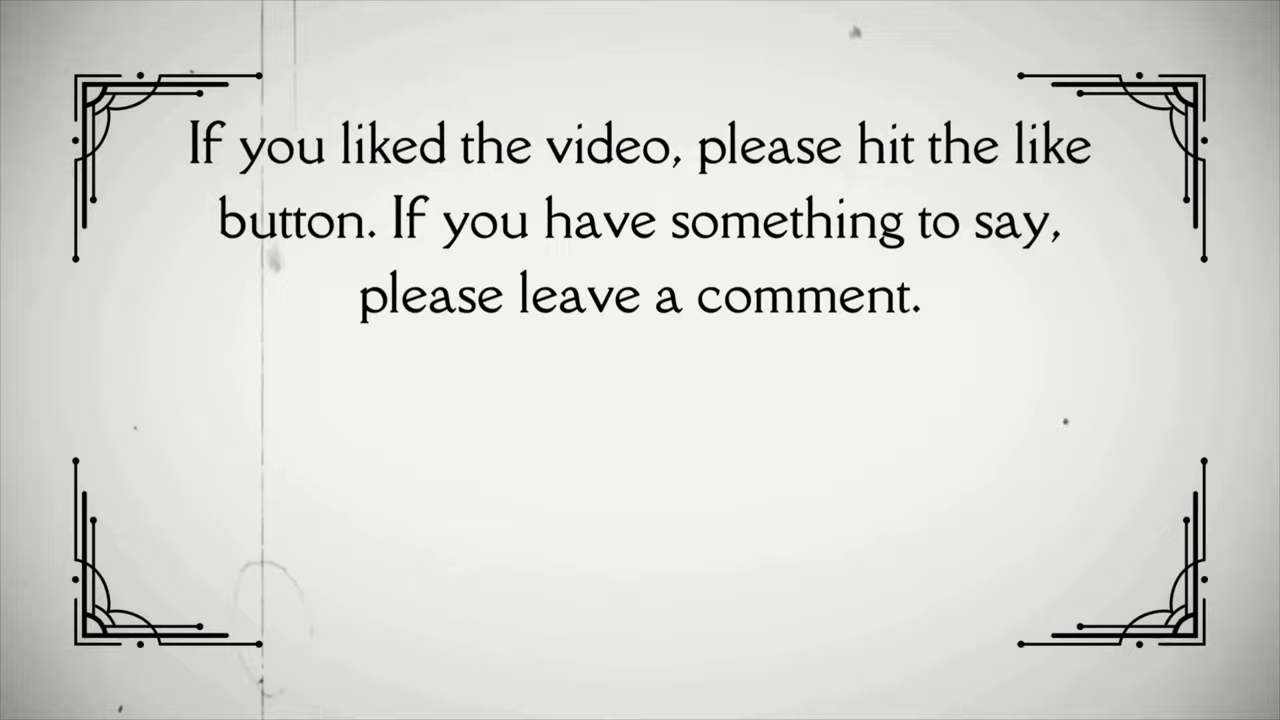 If you liked the video, please hit the like
button. If you have something to say,
please leave a comment.